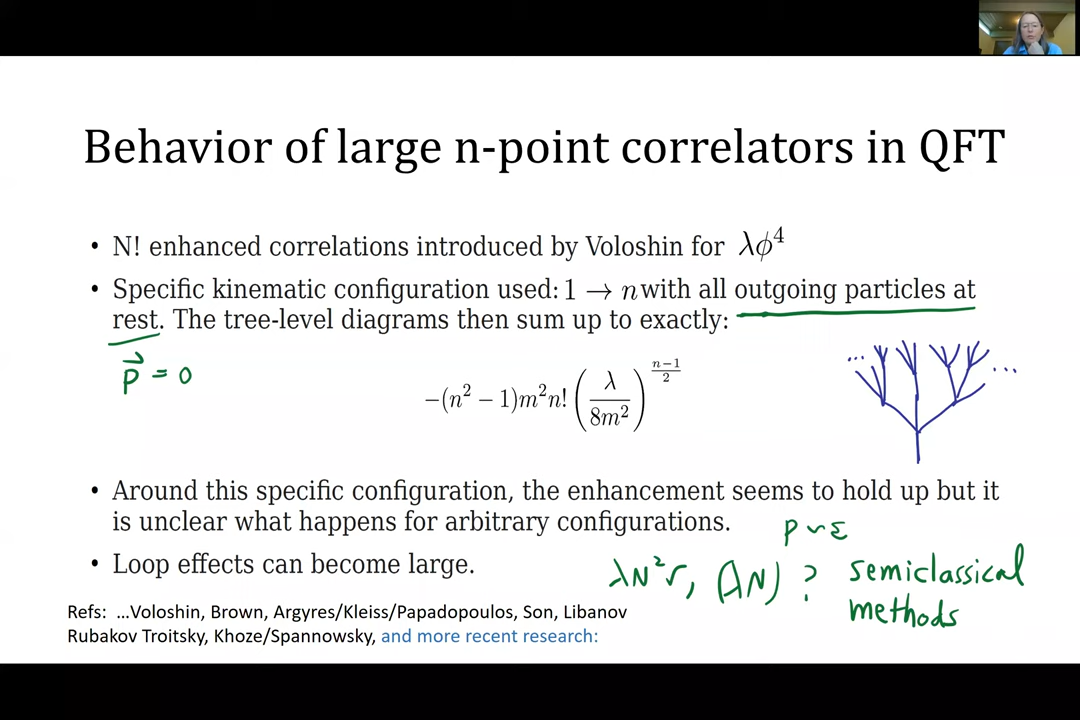 Behavior of large n-point correlators in QFT
• N! enhanced correlations introduced by Voloshin for λϕ⁴
• Specific kinematic configuration used: 1 → n with all outgoing particles at
rest. The tree-level diagrams then sum up to exactly:
p⃗ = 0
−(n² − 1)m²n! (λ/8m²)^((n−1)/2)
• Around this specific configuration, the enhancement seems to hold up but it
is unclear what happens for arbitrary configurations.
p ~ ε
• Loop effects can become large.
(λN) ? semiclassical
methods
Refs: ...Voloshin, Brown, Argyres/Kleiss/Papadopoulos, Son, Libanov
Rubakov Troitsky, Khoze/Spannowsky, and more recent research: